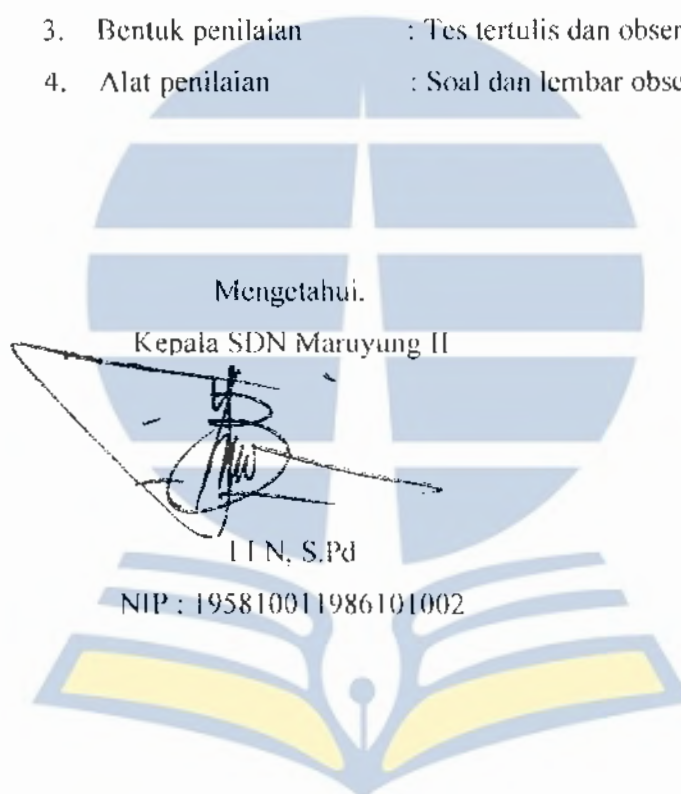 3. Bentuk penilaian : Tes tertulis dan obser
4. Alat penilaian : Soal dan lembar obse
Mengetahui.
Kepala SDN Maruyung II
N, S.Pd
NIP : 195810011986101002